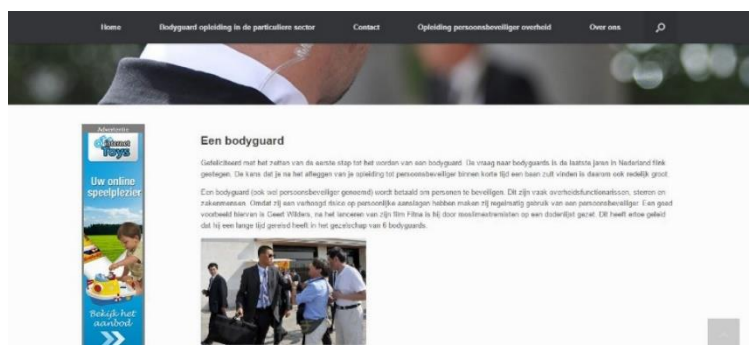 Home Bodyguard opleiding in de particuliere sector Contact Opleiding persoonsbeveiliger overheid Over ons
Advertentie
internet
Toys
Uw online
speelplezier
Bekijk het
aanbod
Een bodyguard
Gefeliciteerd met het zetten van de eerste stap tot het worden van een bodyguard. De vraag naar bodyguards is de laatste jaren in Nederland flink
gestegen. De kans dat je na het afleggen van je opleiding tot persoonsbeveiliger binnen korte tijd een baan zult vinden is daarom ook redelijk groot.
Een bodyguard (ook wel persoonsbeveiliger genoemd) wordt betaald om personen te beveiligen. Dit zijn vaak overheidsfunctionarissen, sterren en
zakenmensen. Omdat zij een verhoogd risico op persoonlijke aanslagen hebben maken zij regelmatig gebruik van een persoonsbeveiliger. Een goed
voorbeeld hiervan is Geert Wilders, na het lanceren van zijn film Fitna is hij door moslimextremisten op een dodenlijst gezet. Dit heeft ertoe geleid
dat hij een lange tijd gereisd heeft in het gezelschap van 6 bodyguards.